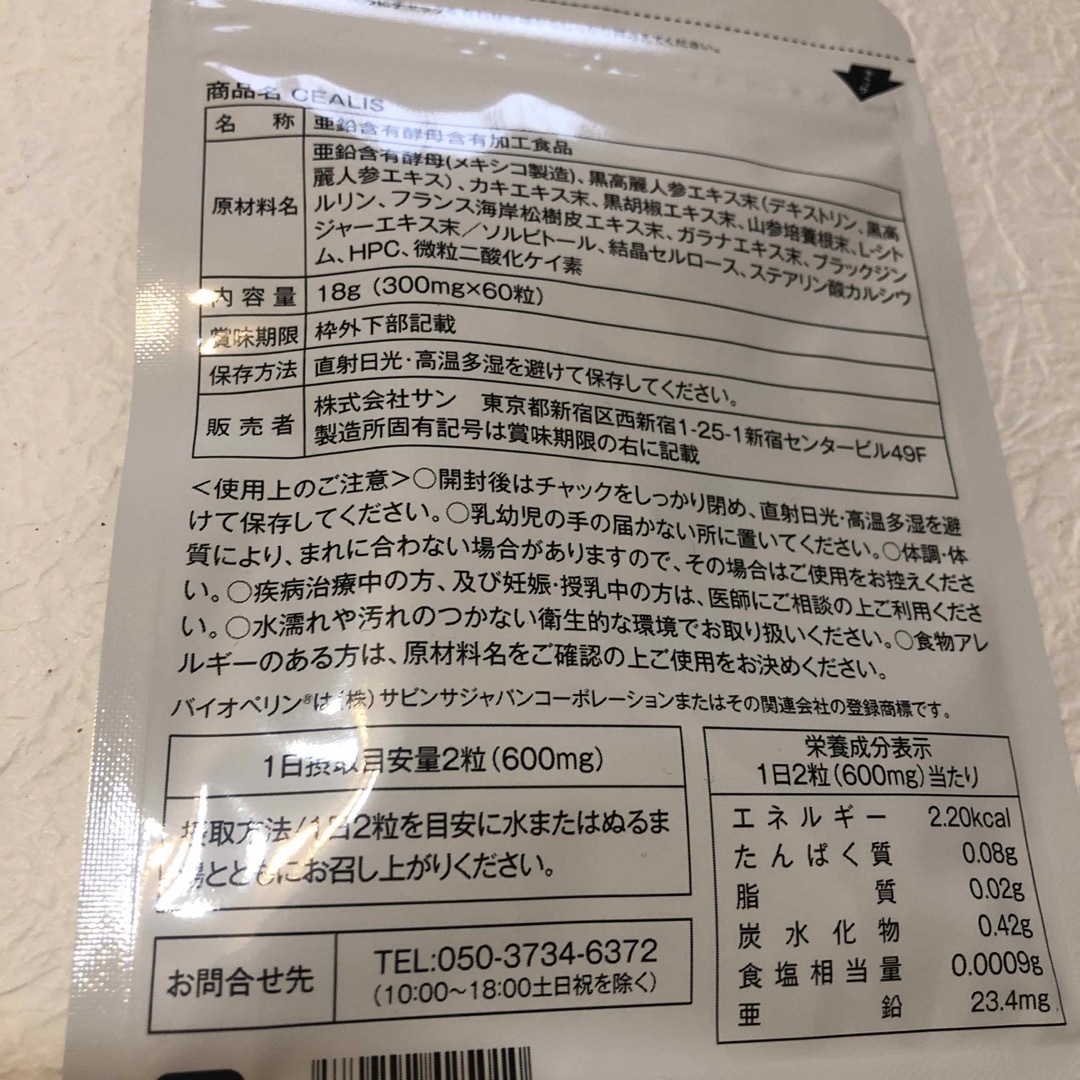 商品名 CEALIS
名 称 亜鉛含有酵母含有加工食品
原材料名
亜鉛含有酵母(メキシコ製造)、黒高麗人参エキス末(デキストリン、黒高
麗人参エキス)、カキエキス末、黒胡椒エキス末、山参培養根末、L-シト
ルリン、フランス海岸松樹皮エキス末、ガラナエキス末、ブラックジン
ジャーエキス末/ソルビトール、結晶セルロース、ステアリン酸カルシウ
ム、HPC、微粒二酸化ケイ素
内容量 18g (300mg×60粒)
賞味期限 枠外下部記載
保存方法 直射日光・高温多湿を避けて保存してください。
販売者
株式会社サン 東京都新宿区西新宿1-25-1新宿センタービル49F
製造所固有記号は賞味期限の右に記載
<使用上のご注意>○開封後はチャックをしっかり閉め、直射日光・高温多湿を避
けて保存してください。○乳幼児の手の届かない所に置いてください。○体調・体
質により、まれに合わない場合がありますので、その場合はご使用をお控えくださ
い。○疾病治療中の方、及び妊娠・授乳中の方は、医師にご相談の上ご利用くださ
い。○水濡れや汚れのつかない衛生的な環境でお取り扱いください。○食物アレ
ルギーのある方は、原材料名をご確認の上ご使用をお決めください。
バイオペリン®は(株)サビンサジャパンコーポレーションまたはその関連会社の登録商標です。
1日摂取目安量2粒(600mg)
摂取方法/1日2粒を目安に水またはぬるま
湯とともにお召し上がりください。
お問合せ先
TEL:050-3734-6372
(10:00〜18:00土日祝を除く)
栄養成分表示
1日2粒(600mg)当たり
エネルギー 2.20kcal
たんぱく質 0.08g
脂質 0.02g
炭水化物 0.42g
食塩相当量 0.0009g
亜鉛 23.4mg